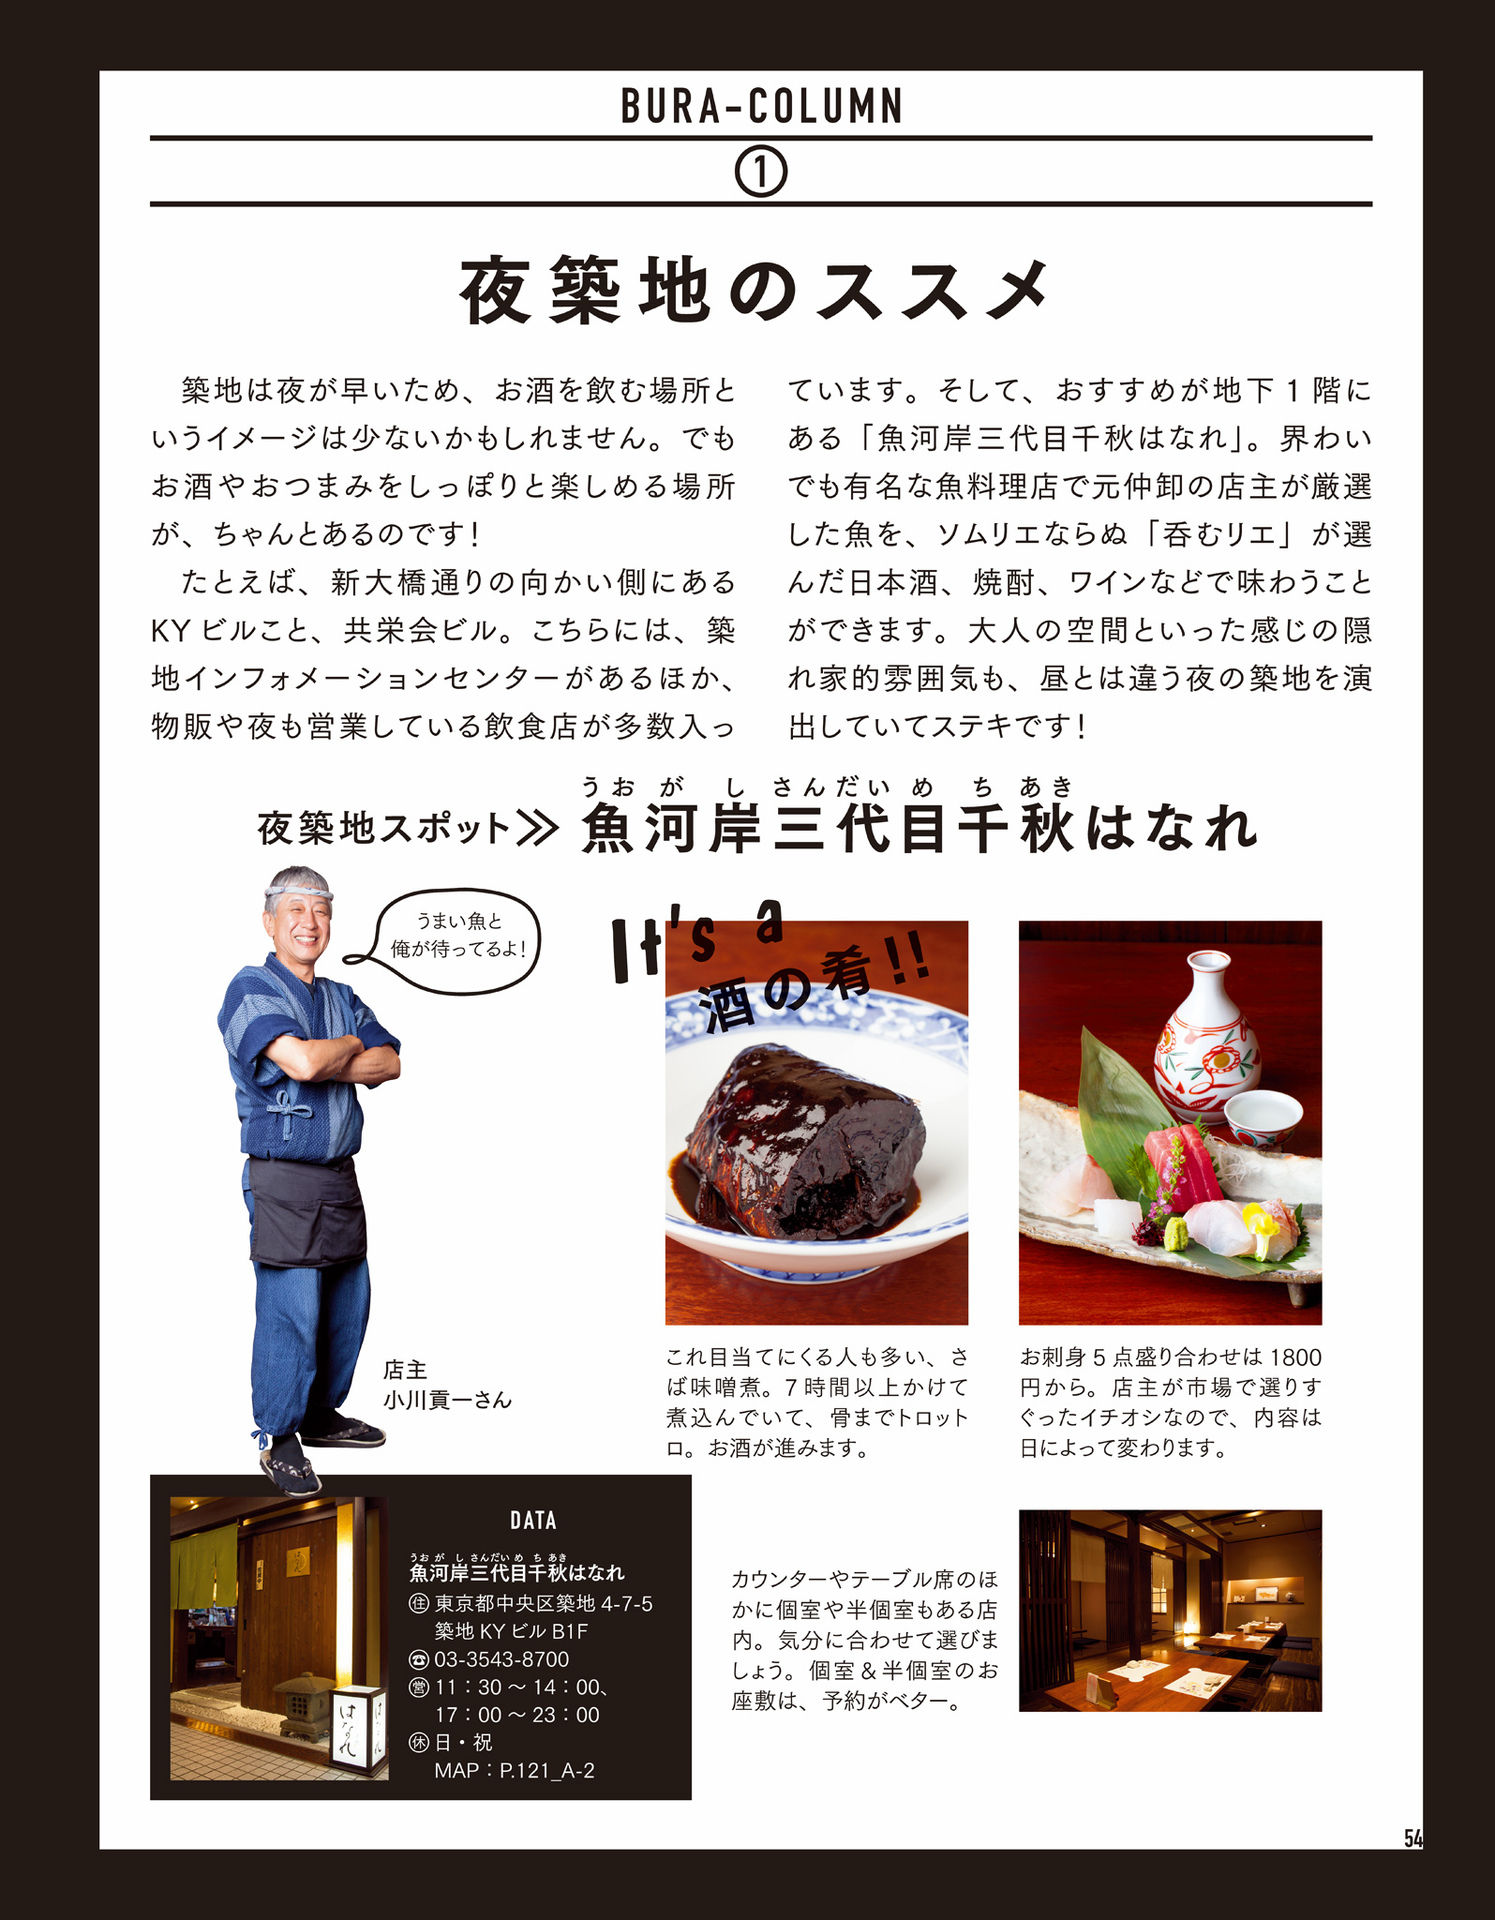 BURA-COLUMN
①
夜築地のススメ
築地は夜が早いため、お酒を飲む場所と
いうイメージは少ないかもしれません。でも
お酒やおつまみをしっぽりと楽しめる場所
が、ちゃんとあるのです！
たとえば、新大橋通りの向かい側にある
KYビルこと、共栄会ビル。こちらには、築
地インフォメーションセンターがあるほか、
物販や夜も営業している飲食店が多数入っ
ています。そして、おすすめが地下1階に
ある「魚河岸三代目千秋はなれ」。界わい
でも有名な魚料理店で元仲卸の店主が厳選
した魚を、ソムリエならぬ「呑むリエ」が選
んだ日本酒、焼酎、ワインなどで味わうこと
ができます。大人の空間といった感じの隠
れ家的雰囲気も、昼とは違う夜の築地を演
出していてステキです！
うおがしさんだいめちあき
夜築地スポット≫ 魚河岸三代目千秋はなれ
うまい魚と
俺が待ってるよ！
店主
小川貢一さん
It's a
酒の肴!!
これ目当てにくる人も多い、さ
ば味噌煮。7時間以上かけて
煮込んでいて、骨までトロット
ロ。お酒が進みます。
お刺身5点盛り合わせは1800
円から。店主が市場で選りす
ぐったイチオシなので、内容は
日によって変わります。
DATA
うおがしさんだいめちあき
魚河岸三代目千秋はなれ
㊟東京都中央区築地4-7-5
築地KYビルB1F
☎03-3543-8700
営11：30～14：00、
17：00～23：00
休日・祝
MAP：P.121_A-2
はなれ
カウンターやテーブル席のほ
かに個室や半個室もある店
内。気分に合わせて選びま
しょう。個室＆半個室のお
座敷は、予約がベター。
54